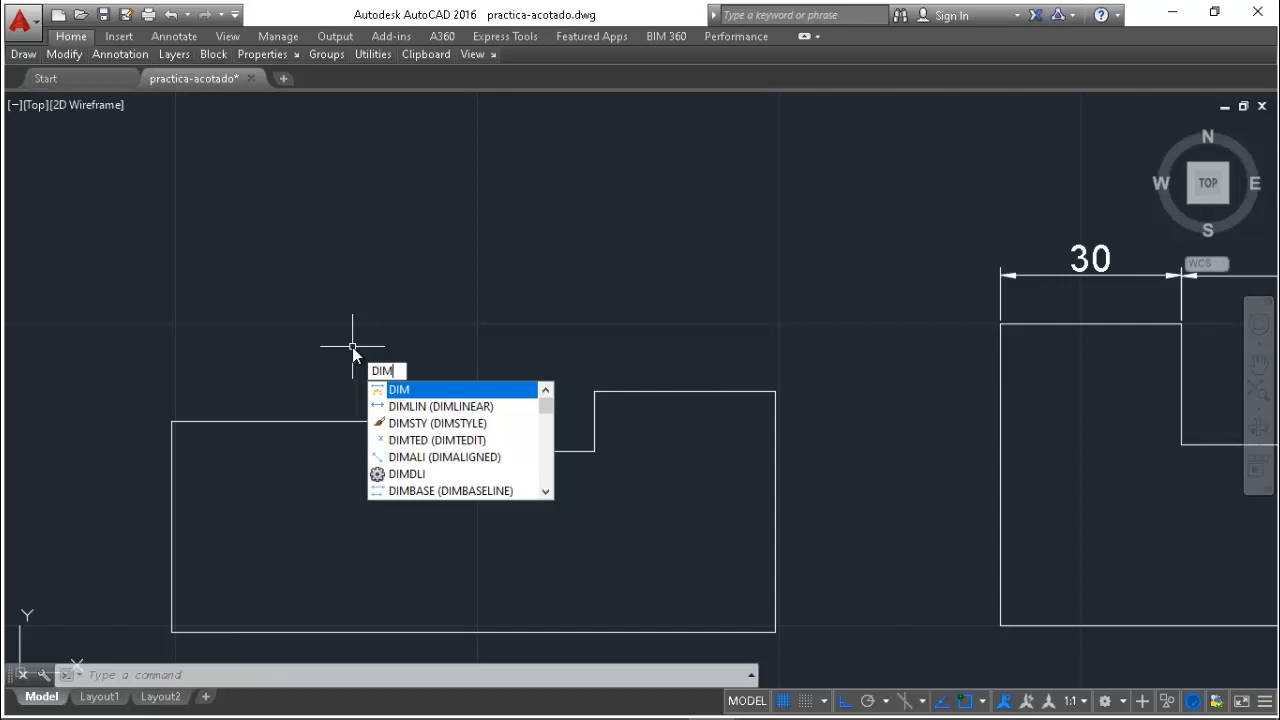 Autodesk AutoCAD 2016 practica-acotado.dwg
Type a keyword or phrase
Sign In
Home Insert Annotate View Manage Output Add-ins A360 Express Tools Featured Apps BIM 360 Performance
Draw Modify Annotation Layers Block Properties Groups Utilities Clipboard View
Start practica-acotado*
[−][Top][2D Wireframe]
N
W TOP E
S
WCS
30
DIM
DIM
DIMLIN (DIMLINEAR)
DIMSTY (DIMSTYLE)
DIMTED (DIMTEDIT)
DIMALI (DIMALIGNED)
DIMDLI
DIMBASE (DIMBASELINE)
Y
X
Type a command
Model Layout1 Layout2 +
MODEL 1:1